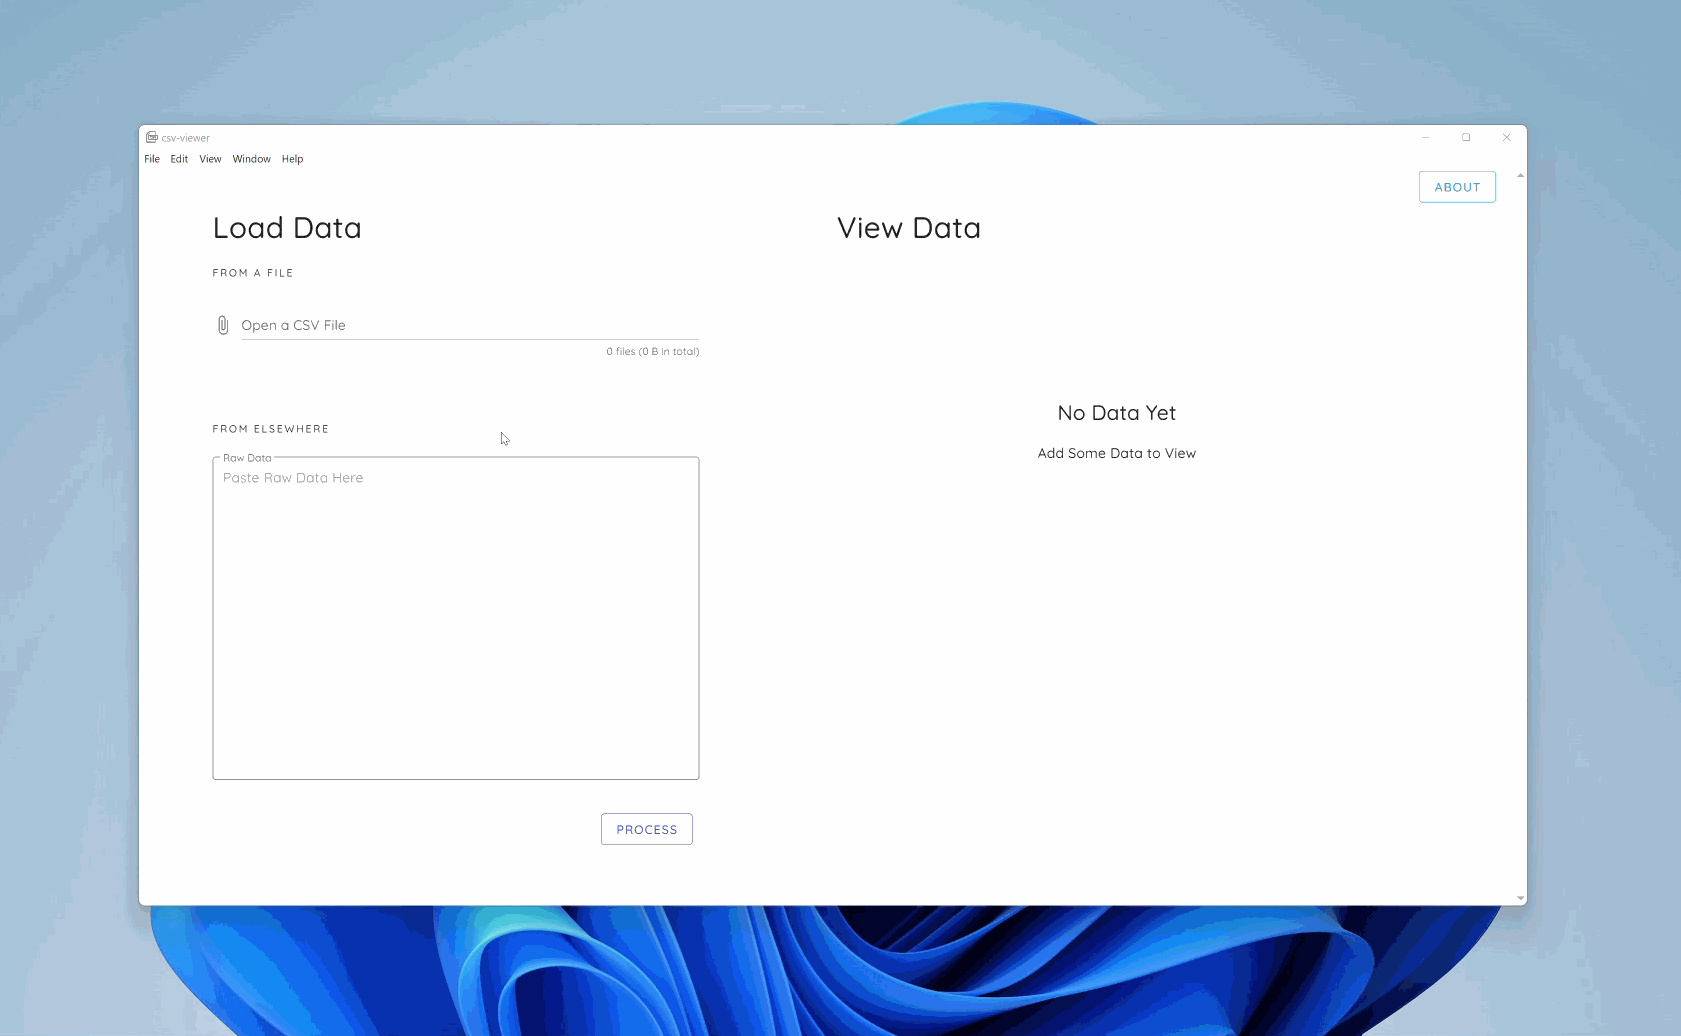 csv-viewer
File Edit View Window Help
ABOUT
Load Data
FROM A FILE
Open a CSV File
0 files (0 B in total)
FROM ELSEWHERE
Raw Data
Paste Raw Data Here
PROCESS
View Data
No Data Yet
Add Some Data to View